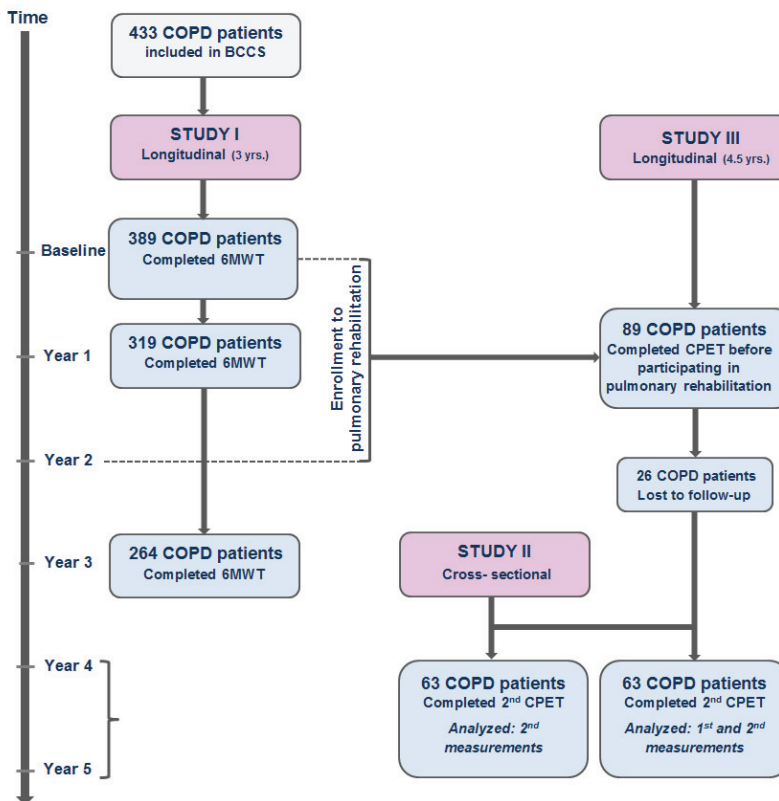 Time
433 COPD patients
included in BCCS
STUDY I
Longitudinal (3 yrs.)
STUDY III
Longitudinal (4.5 yrs.)
Baseline
389 COPD patients
Completed 6MWT
Enrollment to
pulmonary rehabilitation
Year 1
319 COPD patients
Completed 6MWT
89 COPD patients
Completed CPET before
participating in
pulmonary rehabilitation
Year 2
26 COPD patients
Lost to follow-up
Year 3
264 COPD patients
Completed 6MWT
STUDY II
Cross- sectional
Year 4
63 COPD patients
Completed 2nd CPET
Analyzed: 2nd
measurements
63 COPD patients
Completed 2nd CPET
Analyzed: 1st and 2nd
measurements
Year 5